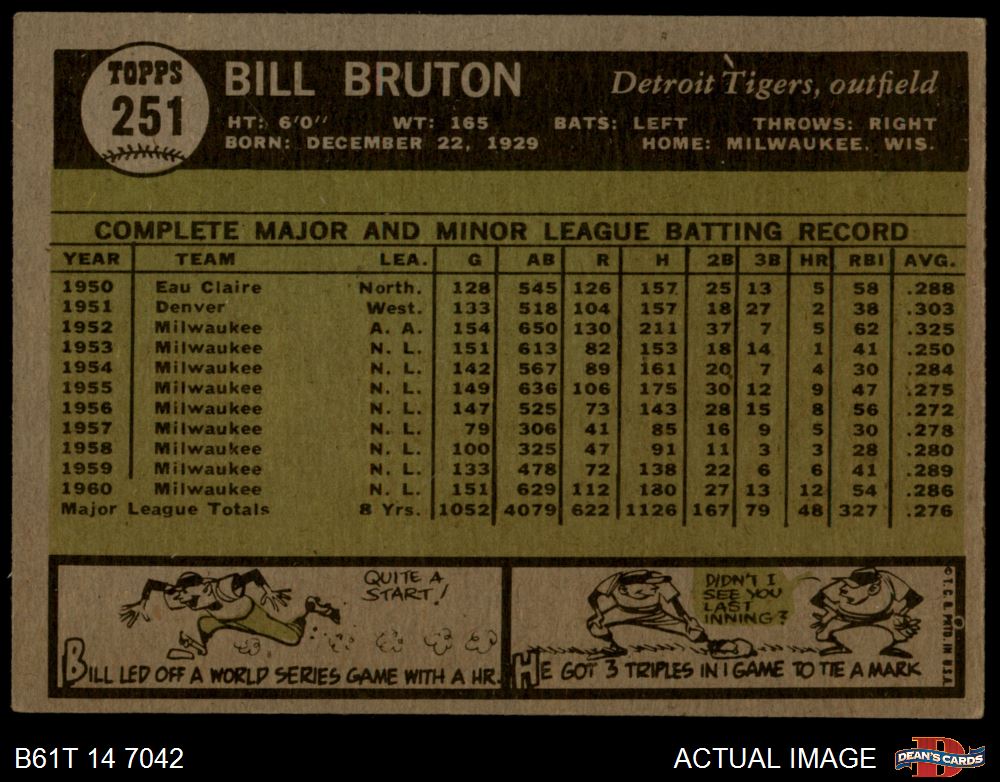 TOPPS
251
BILL BRUTON
Detroit Tigers, outfield
HT: 6'0" WT: 165 BATS: LEFT THROWS: RIGHT
BORN: DECEMBER 22, 1929 HOME: MILWAUKEE, WIS.
COMPLETE MAJOR AND MINOR LEAGUE BATTING RECORD
YEAR TEAM LEA. G AB R H 2B 3B HR RBI AVG.
1950 Eau Claire North. 128 545 126 157 25 13 5 58 .288
1951 Denver West. 133 518 104 157 18 27 2 38 .303
1952 Milwaukee A. A. 154 650 130 211 37 7 5 62 .325
1953 Milwaukee N. L. 151 613 82 153 18 14 1 41 .250
1954 Milwaukee N. L. 142 567 89 161 20 7 4 30 .284
1955 Milwaukee N. L. 149 636 106 175 30 12 9 47 .275
1956 Milwaukee N. L. 147 525 73 143 28 15 8 56 .272
1957 Milwaukee N. L. 79 306 41 85 16 9 5 30 .278
1958 Milwaukee N. L. 100 325 47 91 11 3 3 28 .280
1959 Milwaukee N. L. 133 478 72 138 22 6 6 41 .289
1960 Milwaukee N. L. 151 629 112 180 27 13 12 54 .286
Major League Totals 8 Yrs. 1052 4079 622 1126 167 79 48 327 .276
QUITE A
START!
BILL LED OFF A WORLD SERIES GAME WITH A HR.
DIDN'T I
SEE YOU
LAST
INNING?
HE GOT 3 TRIPLES IN 1 GAME TO TIE A MARK
© T. C. G. PRTD. IN U.S.A.
B61T 14 7042
ACTUAL IMAGE
D
DEAN'S CARDS